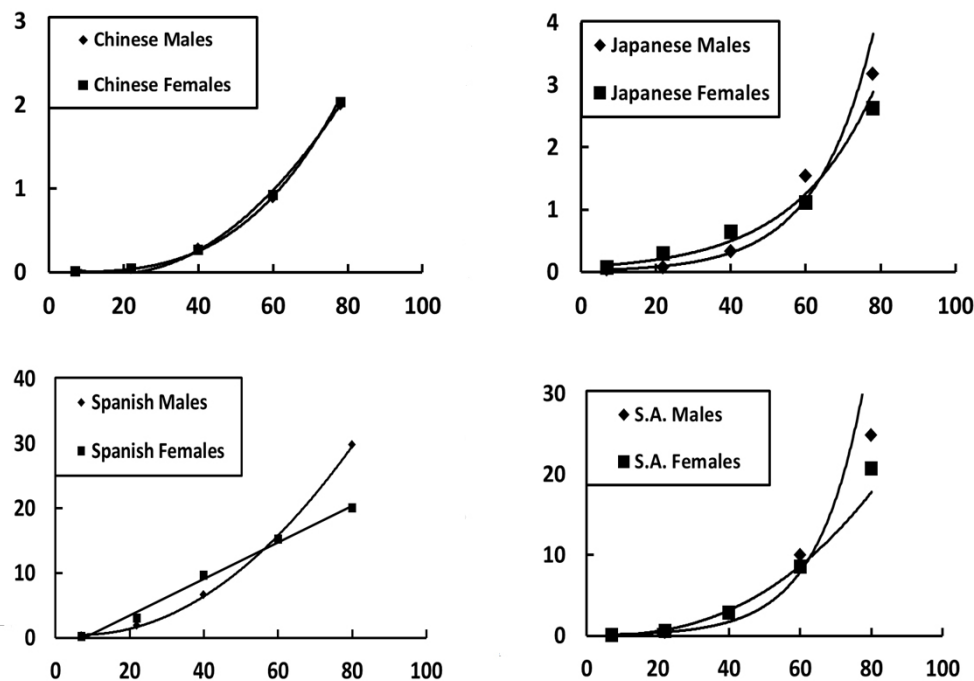 3
2
1
0
Chinese Males
Chinese Females
0 20 40 60 80 100
4
3
2
1
0
Japanese Males
Japanese Females
0 20 40 60 80 100
40
30
20
10
0
Spanish Males
Spanish Females
0 20 40 60 80 100
30
20
10
0
S.A. Males
S.A. Females
0 20 40 60 80 100